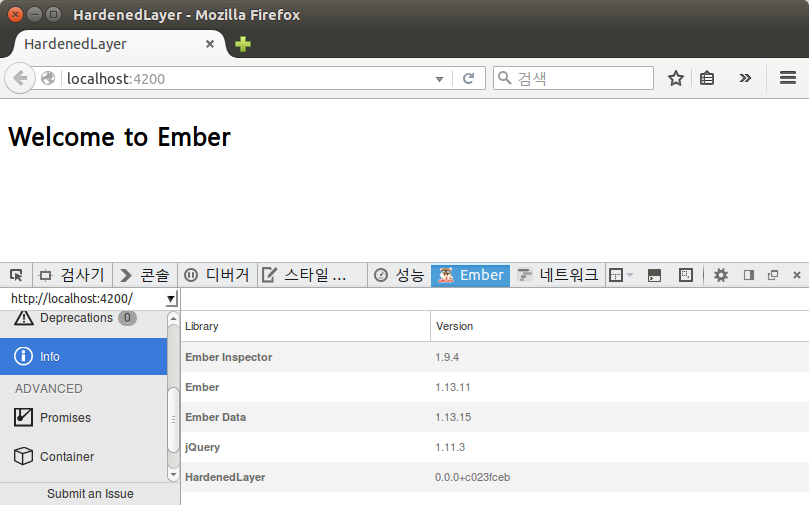 HardenedLayer - Mozilla Firefox
HardenedLayer
localhost:4200
검색
Welcome to Ember
검사기 콘솔 디버거 스타일 ... 성능 Ember 네트워크
http://localhost:4200/
Deprecations 0
Info
ADVANCED
Promises
Container
Submit an Issue
Library Version
Ember Inspector 1.9.4
Ember 1.13.11
Ember Data 1.13.15
jQuery 1.11.3
HardenedLayer 0.0.0+c023fceb